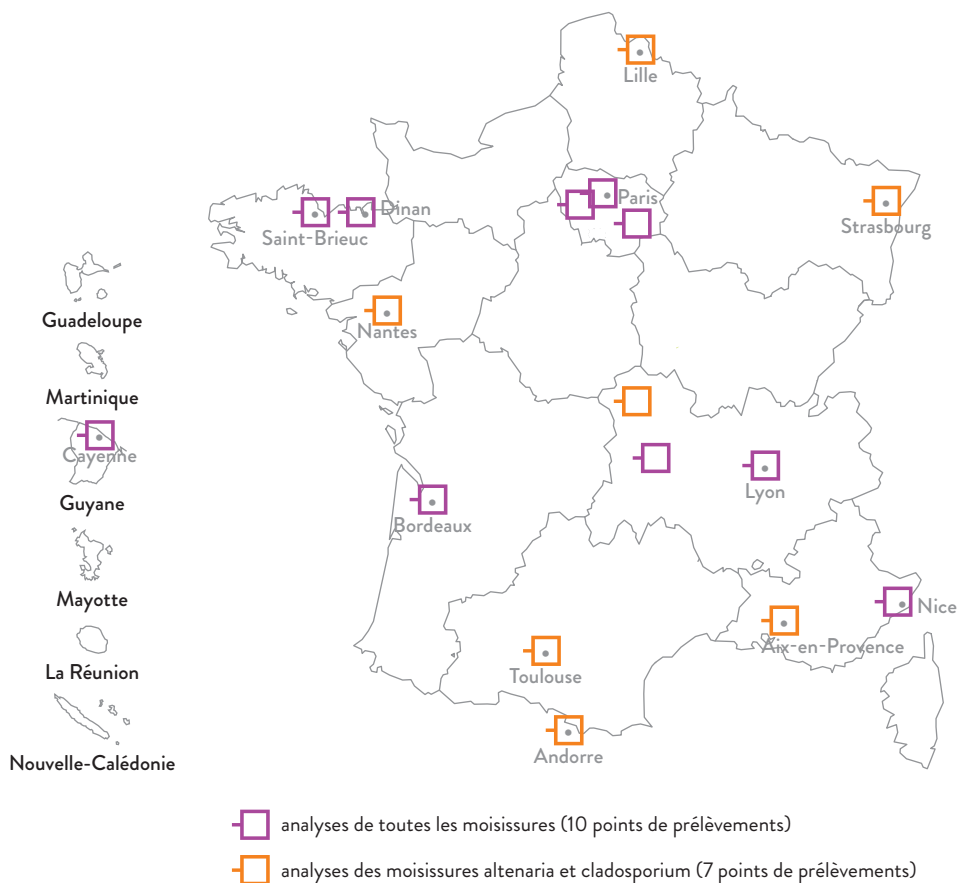 Lille
Paris
Dinan
Saint-Brieuc
Strasbourg
Nantes
Guadeloupe
Martinique
Cayenne
Guyane
Lyon
Bordeaux
Mayotte
Nice
Aix-en-Provence
La Réunion
Toulouse
Andorre
Nouvelle-Calédonie
analyses de toutes les moisissures (10 points de prélèvements)
analyses des moisissures altenaria et cladosporium (7 points de prélèvements)